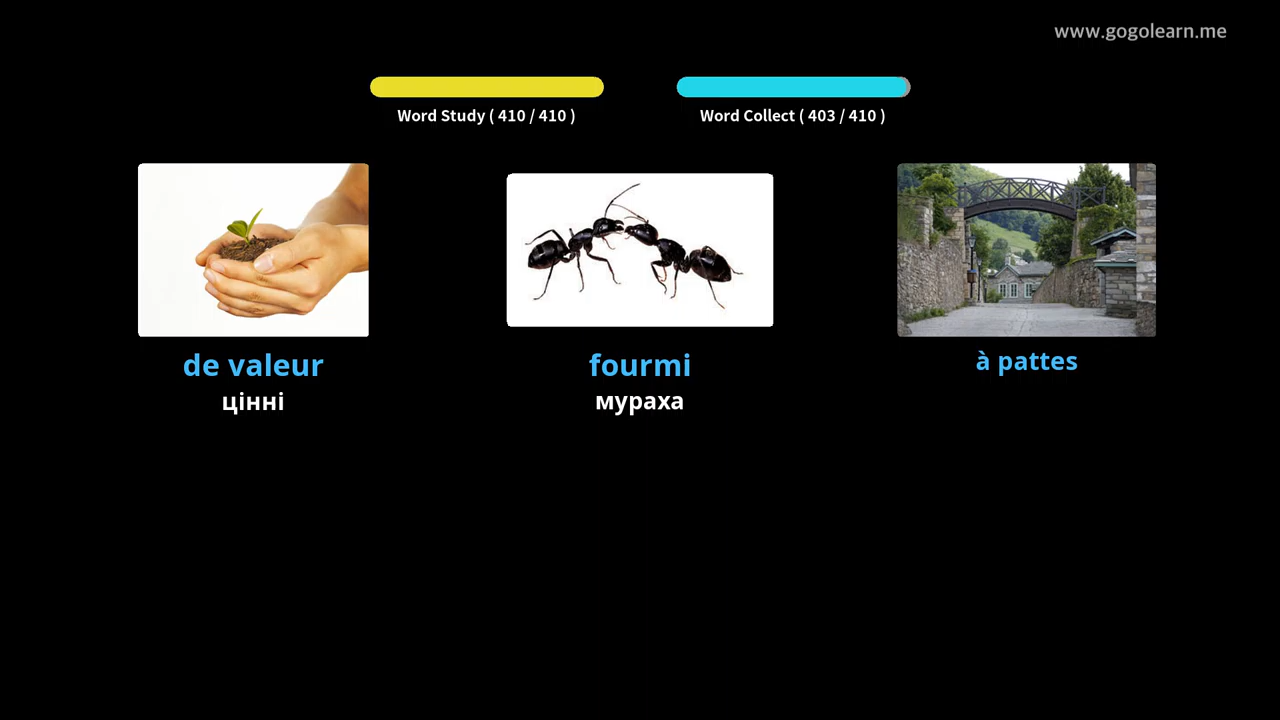 www.gogolearn.me
Word Study ( 410 / 410 )
Word Collect ( 403 / 410 )
de valeur
цінні
fourmi
мураха
à pattes